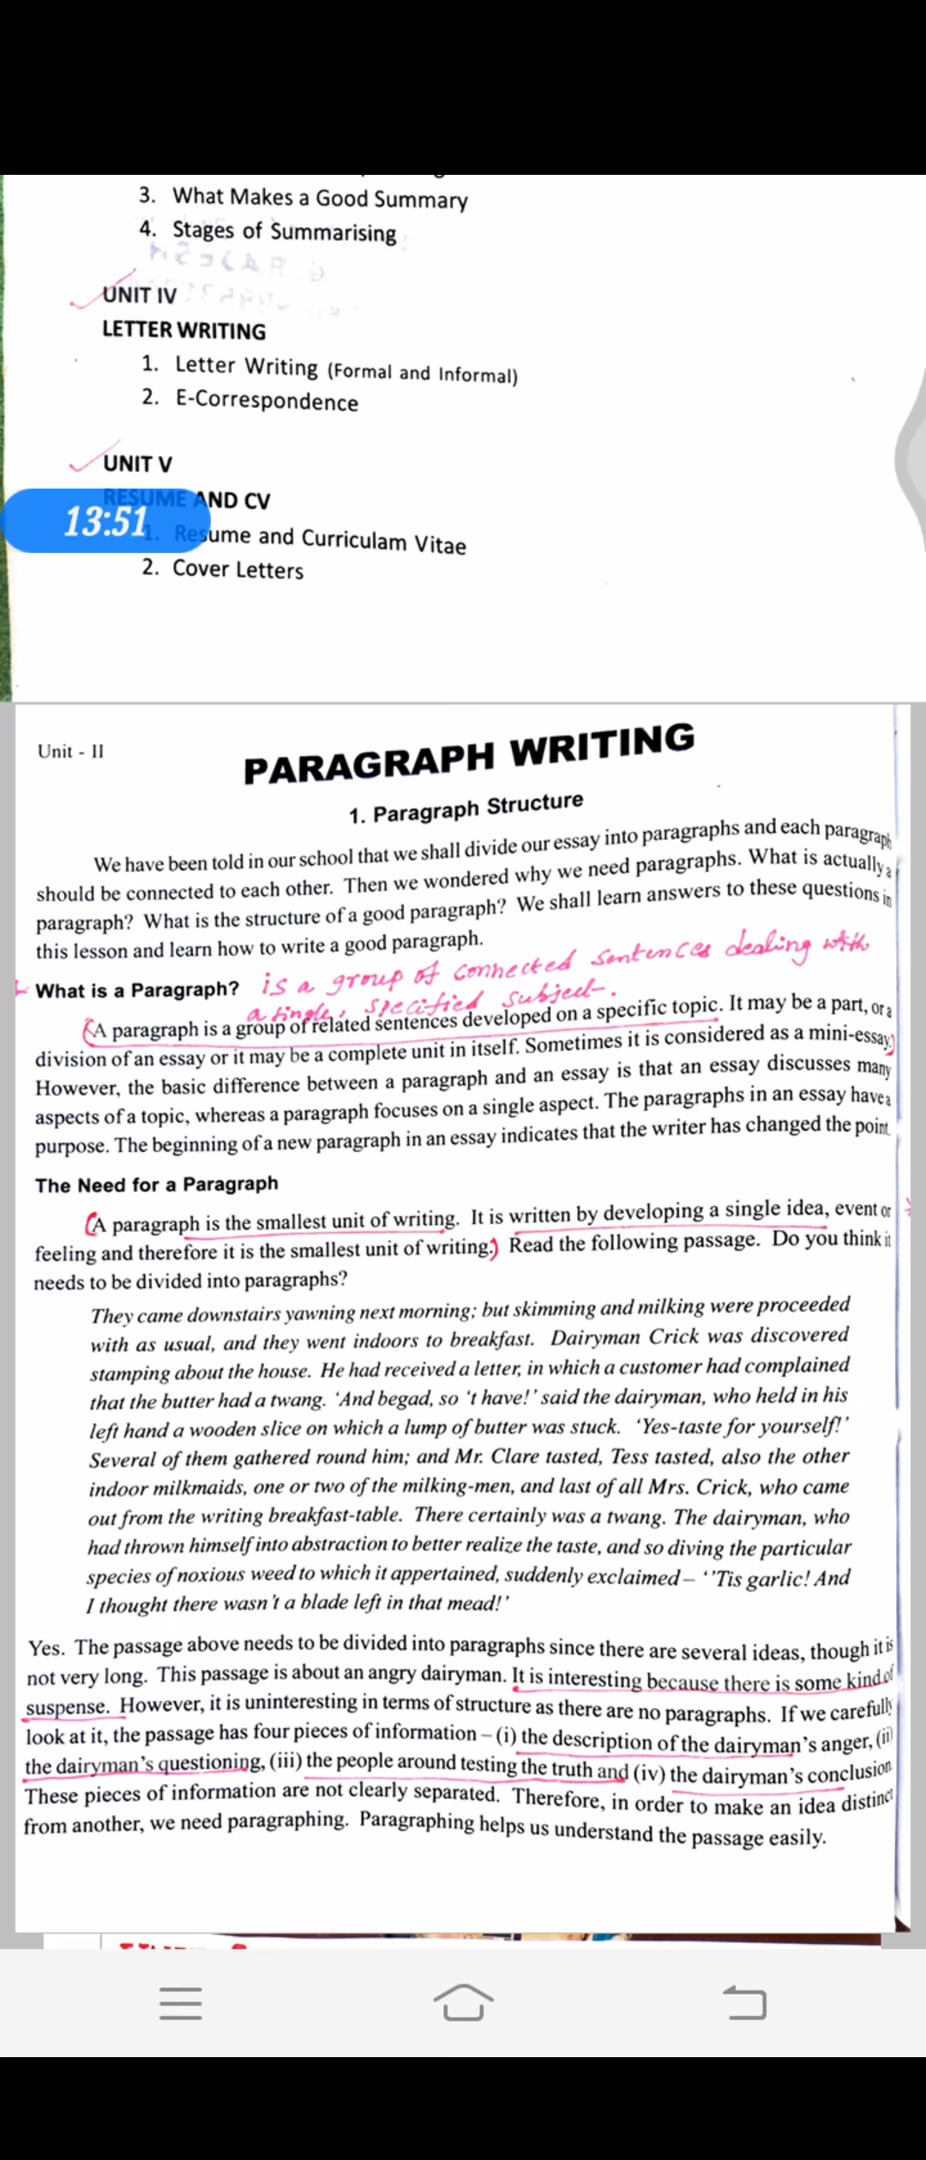 3. What Makes a Good Summary
4. Stages of Summarising
UNIT IV
LETTER WRITING
1. Letter Writing (Formal and Informal)
2. E-Correspondence
UNIT V
RESUME AND CV
13:51
1. Resume and Curriculam Vitae
2. Cover Letters
Unit - II
PARAGRAPH WRITING
1. Paragraph Structure
We have been told in our school that we shall divide our essay into paragraphs and each paragraph
should be connected to each other. Then we wondered why we need paragraphs. What is actually a
paragraph? What is the structure of a good paragraph? We shall learn answers to these questions in
this lesson and learn how to write a good paragraph.
What is a Paragraph? is a group of connected sentences dealing with
a single, specified subject.
(A paragraph is a group of related sentences developed on a specific topic. It may be a part, or a
division of an essay or it may be a complete unit in itself. Sometimes it is considered as a mini-essay.)
However, the basic difference between a paragraph and an essay is that an essay discusses many
aspects of a topic, whereas a paragraph focuses on a single aspect. The paragraphs in an essay have a
purpose. The beginning of a new paragraph in an essay indicates that the writer has changed the point.
The Need for a Paragraph
(A paragraph is the smallest unit of writing. It is written by developing a single idea, event or
feeling and therefore it is the smallest unit of writing.) Read the following passage. Do you think it
needs to be divided into paragraphs?
They came downstairs yawning next morning; but skimming and milking were proceeded
with as usual, and they went indoors to breakfast. Dairyman Crick was discovered
stamping about the house. He had received a letter, in which a customer had complained
that the butter had a twang. ‘And begad, so ‘t have!’ said the dairyman, who held in his
left hand a wooden slice on which a lump of butter was stuck. ‘Yes-taste for yourself!’
Several of them gathered round him; and Mr. Clare tasted, Tess tasted, also the other
indoor milkmaids, one or two of the milking-men, and last of all Mrs. Crick, who came
out from the writing breakfast-table. There certainly was a twang. The dairyman, who
had thrown himself into abstraction to better realize the taste, and so diving the particular
species of noxious weed to which it appertained, suddenly exclaimed – ‘’Tis garlic! And
I thought there wasn’t a blade left in that mead!’
Yes. The passage above needs to be divided into paragraphs since there are several ideas, though it is
not very long. This passage is about an angry dairyman. It is interesting because there is some kind of
suspense. However, it is uninteresting in terms of structure as there are no paragraphs. If we carefully
look at it, the passage has four pieces of information – (i) the description of the dairyman’s anger, (ii)
the dairyman’s questioning, (iii) the people around testing the truth and (iv) the dairyman’s conclusion
These pieces of information are not clearly separated. Therefore, in order to make an idea distinct
from another, we need paragraphing. Paragraphing helps us understand the passage easily.